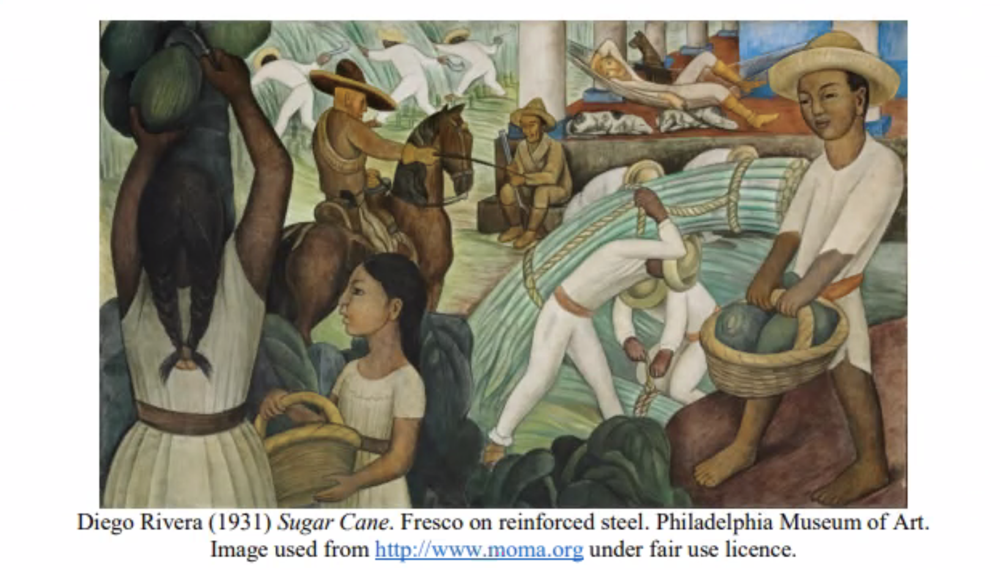 Diego Rivera (1931) Sugar Cane. Fresco on reinforced steel. Philadelphia Museum of Art.
Image used from http://www.moma.org under fair use licence.